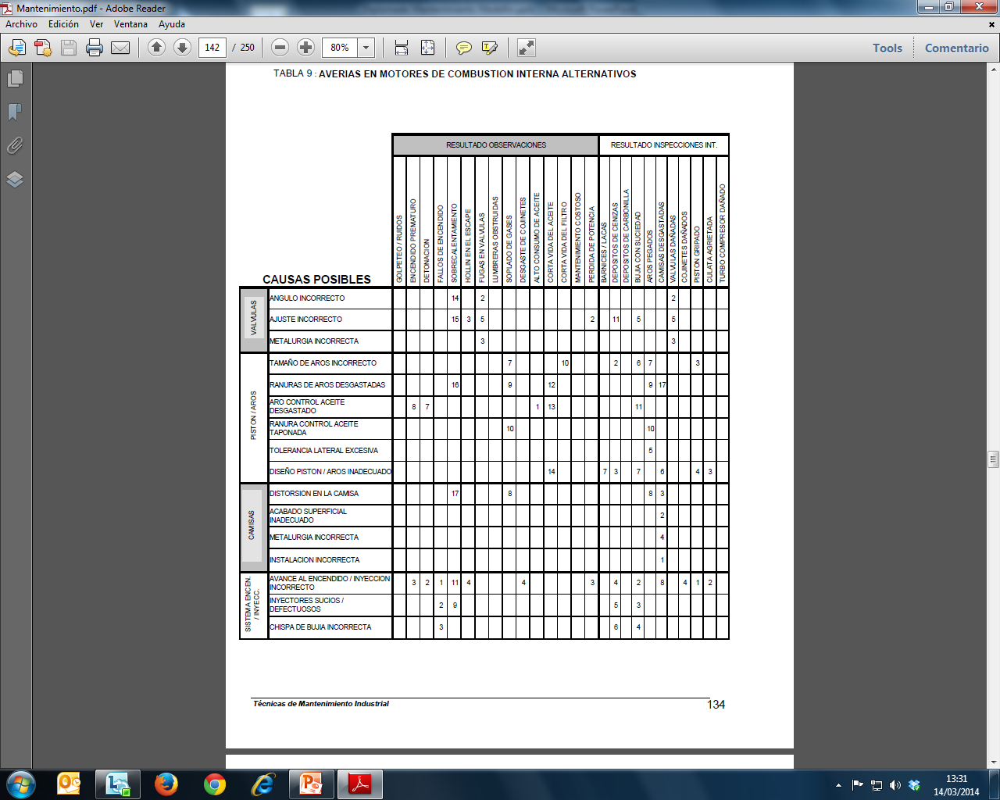 Mantenimiento.pdf - Adobe Reader
Archivo Edición Ver Ventana Ayuda
142 / 250 80% Tools Comentario
TABLA 9 : AVERIAS EN MOTORES DE COMBUSTION INTERNA ALTERNATIVOS
RESULTADO OBSERVACIONES RESULTADO INSPECCIONES INT.
GOLPETEO / RUIDOS
ENCENDIDO PREMATURO
DETONACION
FALLOS DE ENCENDIDO
SOBRECALENTAMIENTO
HOLLIN EN EL ESCAPE
FUGAS EN VALVULAS
LUMBRERAS OBSTRUIDAS
SOPLADO DE GASES
DESGASTE DE COJINETES
ALTO CONSUMO DE ACEITE
CORTA VIDA DEL ACEITE
CORTA VIDA DEL FILTRO
MANTENIMIENTO COSTOSO
PERDIDA DE POTENCIA
BARNICES / LACAS
DEPOSITOS DE CENIZAS
DEPOSITOS DE CARBONILLA
BUJIA CON SUCIEDAD
AROS PEGADOS
CAMISAS DESGASTADAS
VALVULAS DAÑADAS
COJINETES DAÑADOS
PISTON GRIPADO
CULATA AGRIETADA
TURBO COMPRESOR DAÑADO
CAUSAS POSIBLES
VALVULAS
ANGULO INCORRECTO 14 2 2
AJUSTE INCORRECTO 15 3 5 2 11 5 5
METALURGIA INCORRECTA 3 3
PISTON / AROS
TAMAÑO DE AROS INCORRECTO 7 10 2 6 7 3
RANURAS DE AROS DESGASTADAS 16 9 12 9 17
ARO CONTROL ACEITE
DESGASTADO 8 7 1 13 11
RANURA CONTROL ACEITE
TAPONADA 10 10
TOLERANCIA LATERAL EXCESIVA 5
DISEÑO PISTON / AROS INADECUADO 14 7 3 7 6 4 3
CAMISAS
DISTORSION EN LA CAMISA 17 8 8 3
ACABADO SUPERFICIAL
INADECUADO 2
METALURGIA INCORRECTA 4
INSTALACION INCORRECTA 1
SISTEMA ENCEN.
/ INYECC.
AVANCE AL ENCENDIDO / INYECCION
INCORRECTO 3 2 1 11 4 4 3 4 2 8 4 1 2
INYECTORES SUCIOS /
DEFECTUOSOS 2 9 5 3
CHISPA DE BUJIA INCORRECTA 3 6 4
Técnicas de Mantenimiento Industrial 134
13:31
14/03/2014